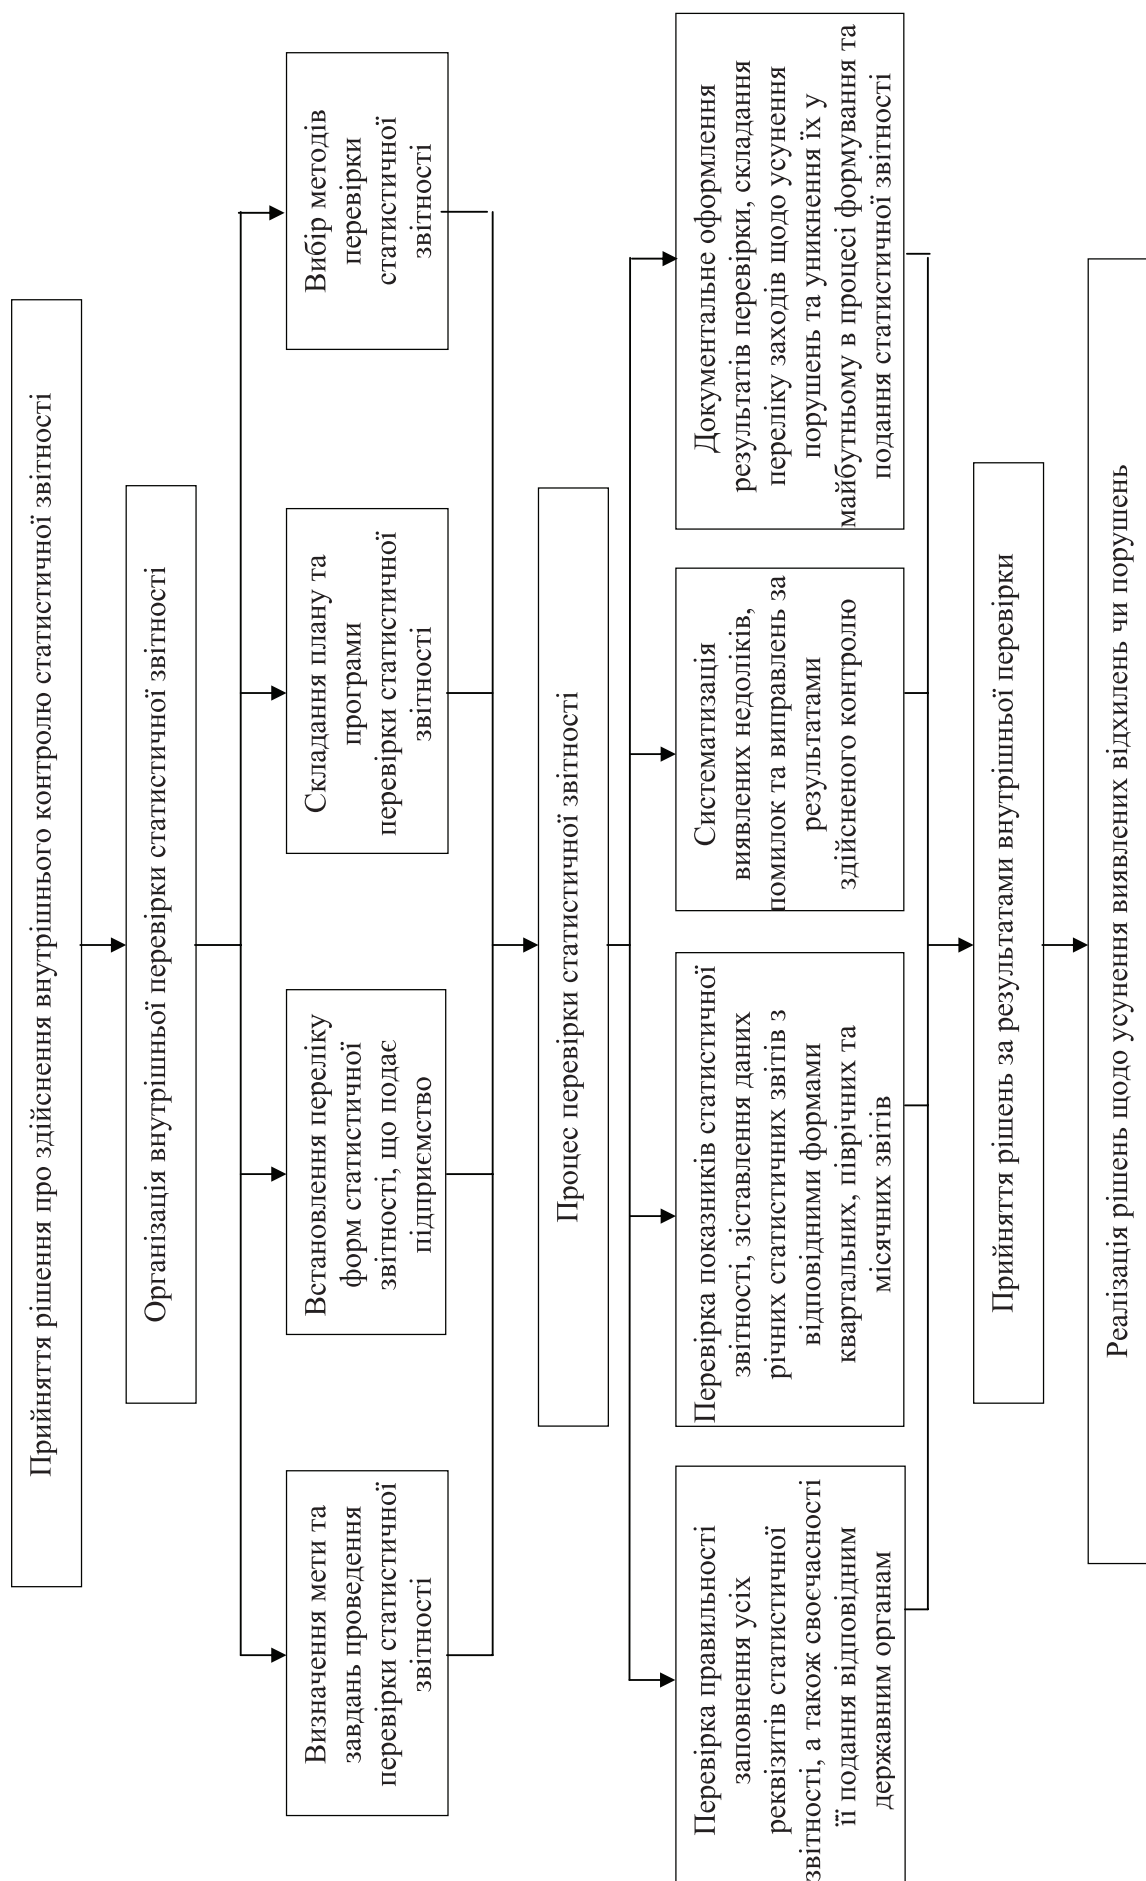 Прийняття рішення про здійснення внутрішнього контролю статистичної звітності
Організація внутрішньої перевірки статистичної звітності
Визначення мети та
завдань проведення
перевірки статистичної
звітності
Встановлення переліку
форм статистичної
звітності, що подає
підприємство
Складання плану та
програми
перевірки статистичної
звітності
Вибір методів
перевірки
статистичної
звітності
Процес перевірки статистичної звітності
Перевірка правильності
заповнення усіх
реквізитів статистичної
звітності, а також своєчасності
її подання відповідним
державним органам
Перевірка показників статистичної
звітності, зіставлення даних
річних статистичних звітів з
відповідними формами
квартальних, піврічних та
місячних звітів
Систематизація
виявлених недоліків,
помилок та виправлень за
результатами
здійсненого контролю
Документальне оформлення
результатів перевірки, складання
переліку заходів щодо усунення
порушень та уникнення їх у
майбутньому в процесі формування та
подання статистичної звітності
Прийняття рішень за результатами внутрішньої перевірки
Реалізація рішень щодо усунення виявлених відхилень чи порушень